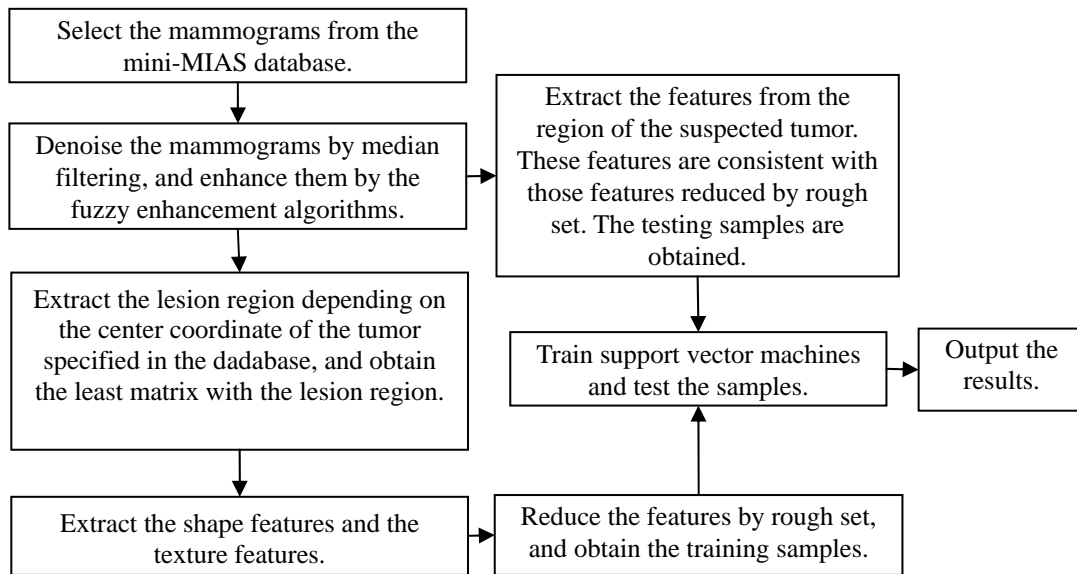 Select the mammograms from the
mini-MIAS database.
Denoise the mammograms by median
filtering, and enhance them by the
fuzzy enhancement algorithms.
Extract the lesion region depending on
the center coordinate of the tumor
specified in the dadabase, and obtain
the least matrix with the lesion region.
Extract the shape features and the
texture features.
Extract the features from the
region of the suspected tumor.
These features are consistent with
those features reduced by rough
set. The testing samples are
obtained.
Train support vector machines
and test the samples.
Reduce the features by rough set,
and obtain the training samples.
Output the
results.